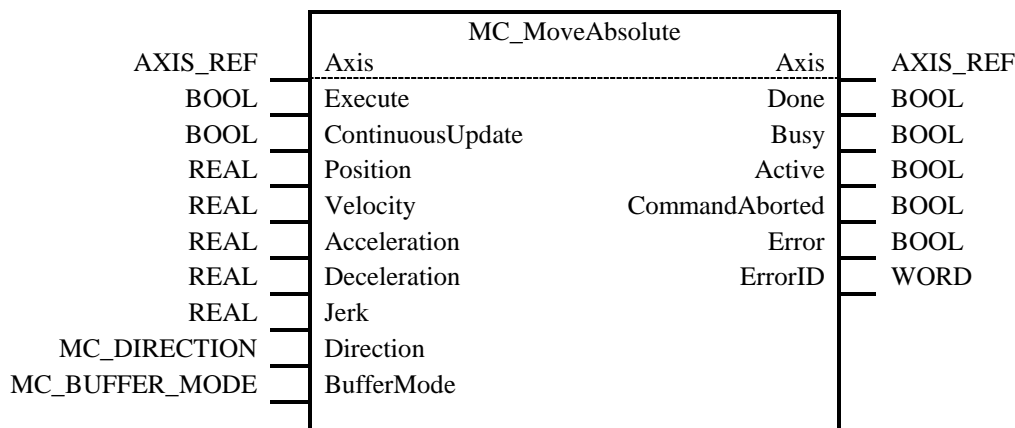 MC_MoveAbsolute
AXIS_REF Axis Axis AXIS_REF
BOOL Execute Done BOOL
BOOL ContinuousUpdate Busy BOOL
REAL Position Active BOOL
REAL Velocity CommandAborted BOOL
REAL Acceleration Error BOOL
REAL Deceleration ErrorID WORD
REAL Jerk
MC_DIRECTION Direction
MC_BUFFER_MODE BufferMode